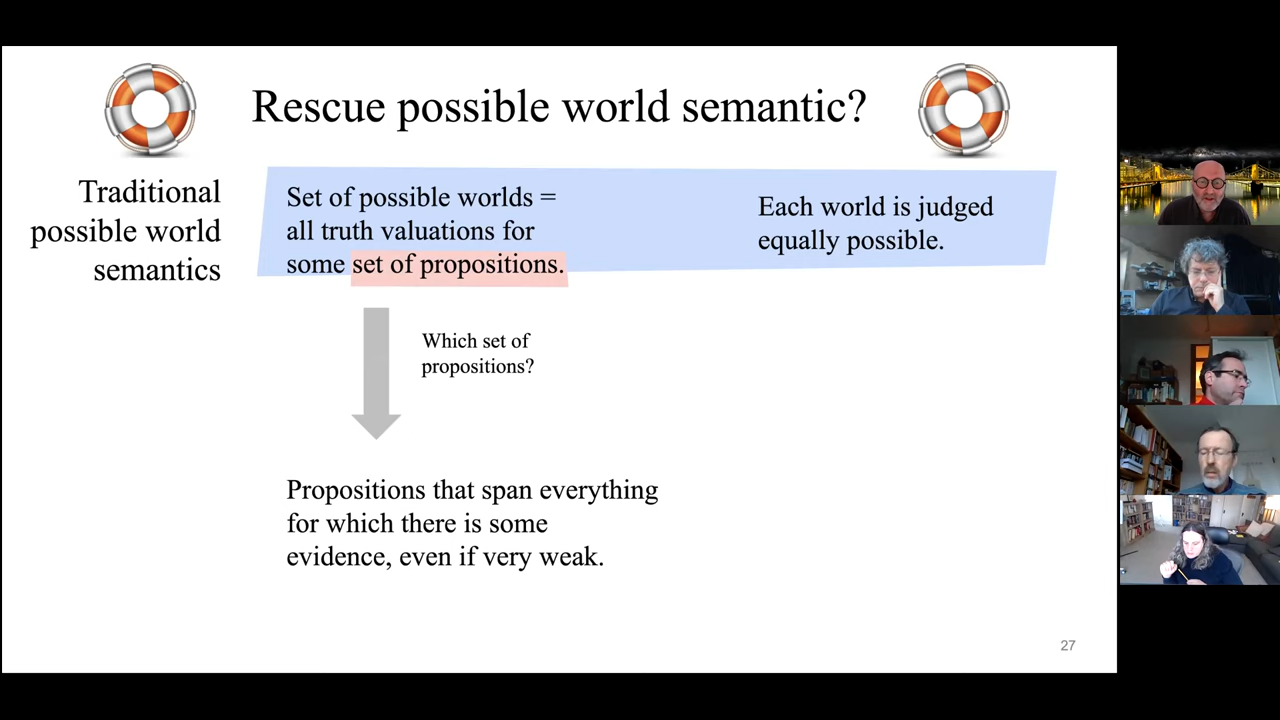 Rescue possible world semantic?
Traditional
possible world
semantics
Set of possible worlds =
all truth valuations for
some set of propositions.
Each world is judged
equally possible.
Which set of
propositions?
Propositions that span everything
for which there is some
evidence, even if very weak.
27